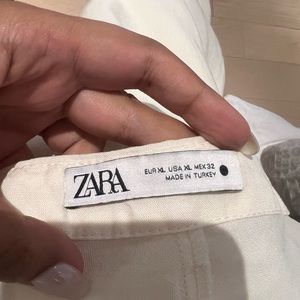 ZARA
EUR XL USA XL MEX 32
MADE IN TURKEY